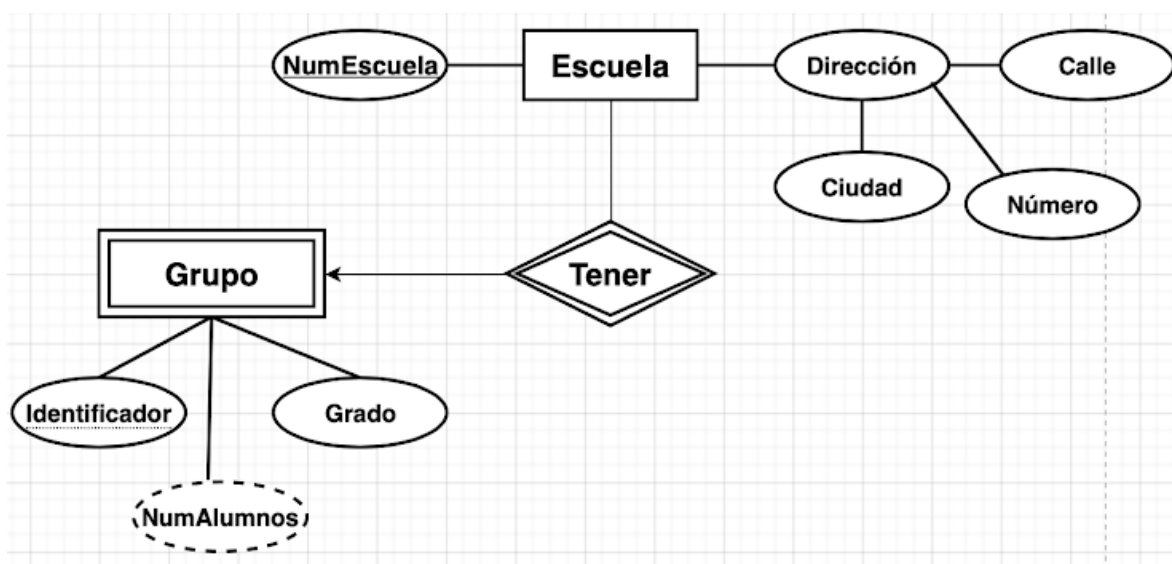 NumEscuela
Escuela
Dirección
Calle
Ciudad
Número
Grupo
Tener
Identificador
Grado
NumAlumnos